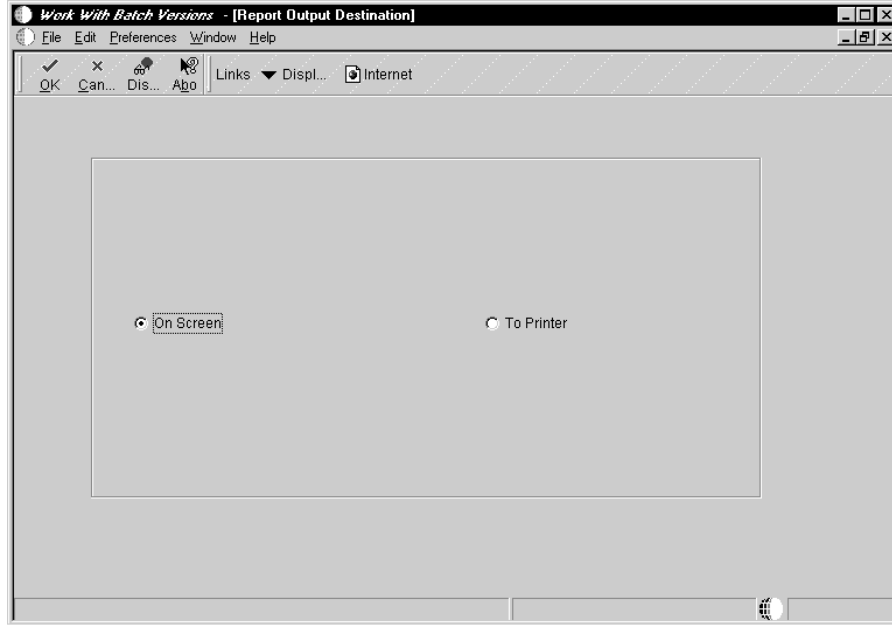 Work With Batch Versions - [Report Output Destination]
File Edit Preferences Window Help
OK Can... Dis... Abo Links Displ... Internet
On Screen To Printer